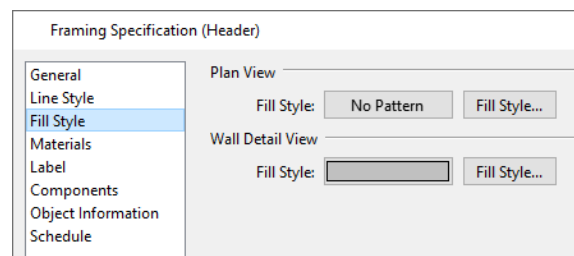 Framing Specification (Header)
General
Line Style
Fill Style
Materials
Label
Components
Object Information
Schedule
Plan View
Fill Style: No Pattern Fill Style...
Wall Detail View
Fill Style: Fill Style...